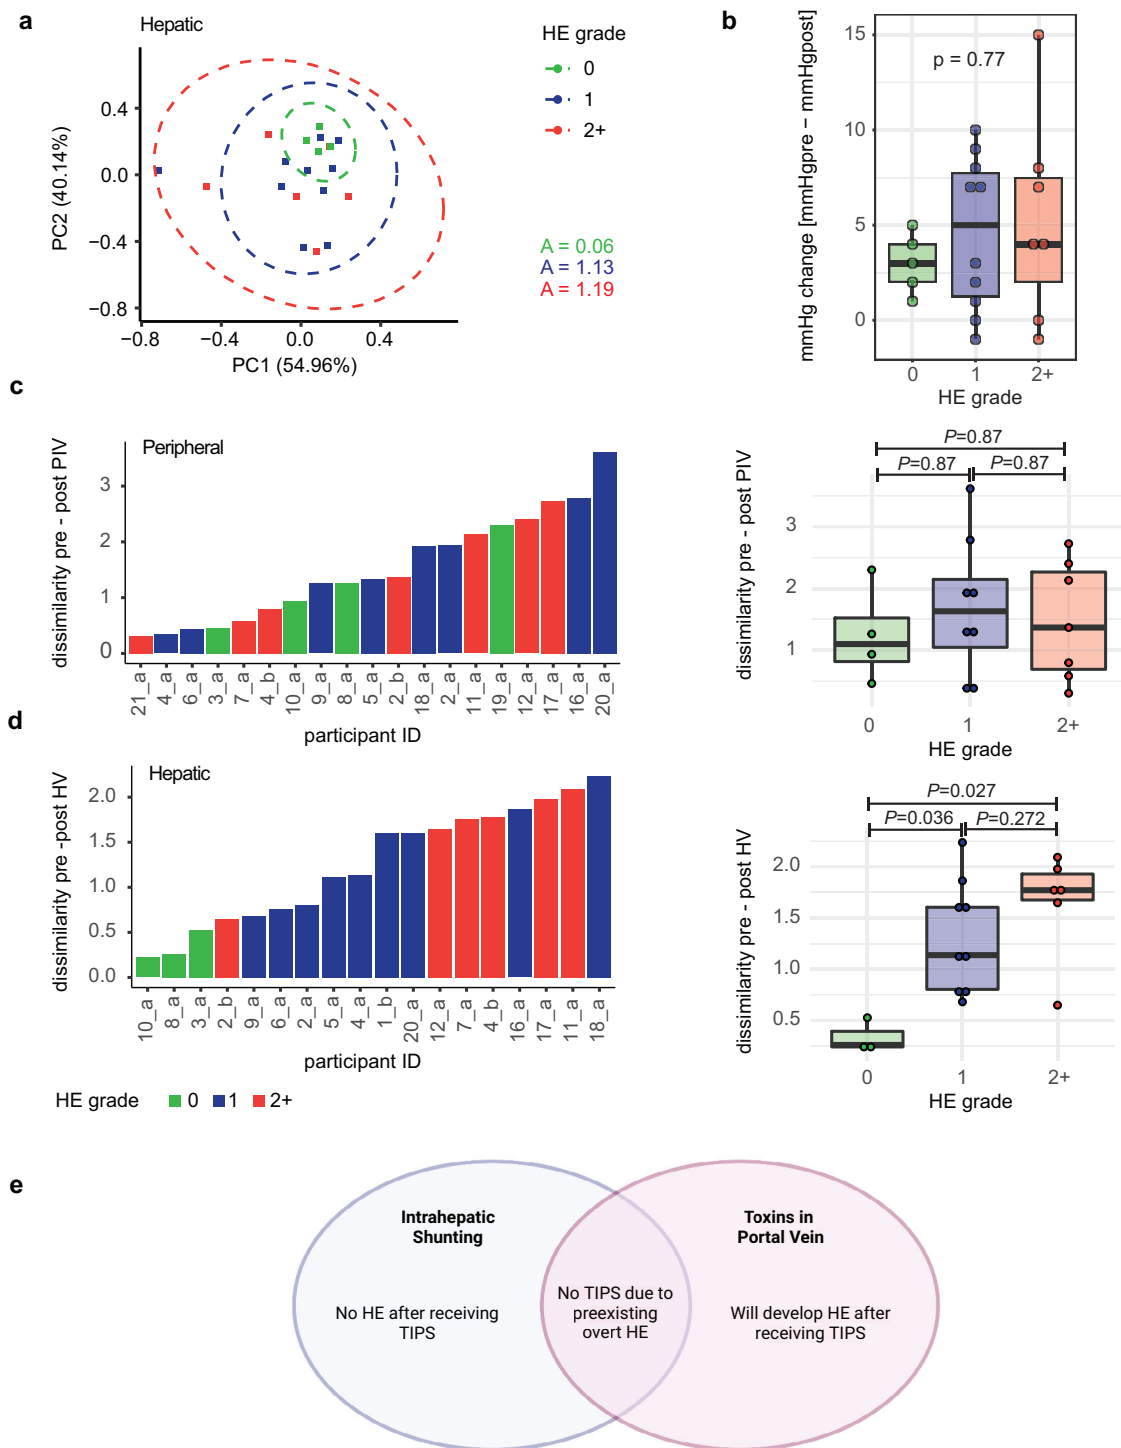 a
Hepatic
HE grade
0
1
2+
PC2 (40.14%)
0.4
0.0
−0.4
−0.8
A = 0.06
A = 1.13
A = 1.19
−0.8
−0.4
0.0
0.4
PC1 (54.96%)
b
mmHg change [mmHgpre − mmHgpost]
15
10
5
0
p = 0.77
0
1
2+
HE grade
c
Peripheral
dissimilarity pre - post PIV
3
2
1
0
21_a
4_a
6_a
3_a
7_a
4_b
10_a
9_a
8_a
5_a
2_b
18_a
2_a
11_a
19_a
12_a
17_a
16_a
20_a
participant ID
P=0.87
P=0.87
P=0.87
dissimilarity pre - post PIV
3
2
1
0
1
2+
HE grade
d
Hepatic
dissimilarity pre -post HV
2.0
1.5
1.0
0.5
0.0
10_a
8_a
3_a
2_b
9_a
6_a
2_a
5_a
4_a
1_b
20_a
12_a
7_a
4_b
16_a
17_a
11_a
18_a
participant ID
HE grade
0
1
2+
P=0.027
P=0.036
P=0.272
dissimilarity pre - post HV
2.0
1.5
1.0
0.5
0
1
2+
HE grade
e
Intrahepatic
Shunting
No HE after receiving
TIPS
No TIPS due to
preexisting
overt HE
Toxins in
Portal Vein
Will develop HE after
receiving TIPS